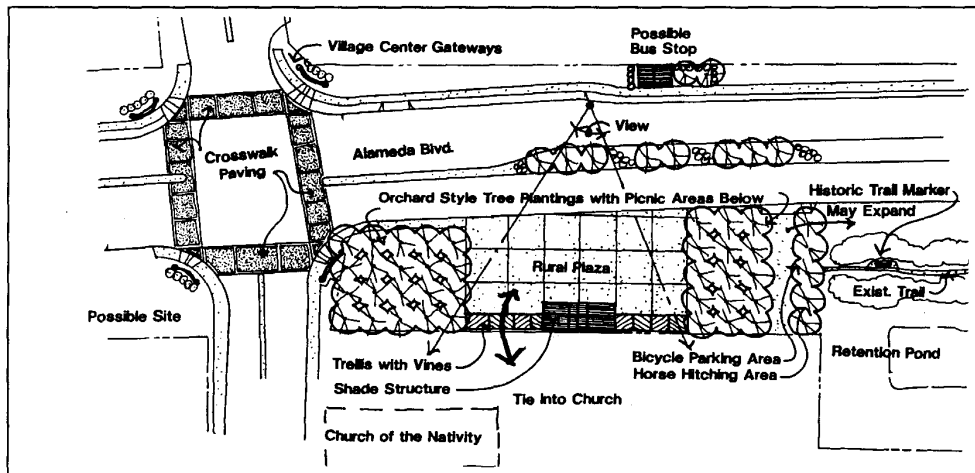 Possible
Bus Stop
Village Center Gateways
View
Crosswalk
Paving
Alameda Blvd.
Historic Trail Marker
Orchard Style Tree Plantings with Picnic Areas Below
May Expand
Rural Plaza
Exist. Trail
Possible Site
Trellis with Vines
Shade Structure
Bicycle Parking Area
Horse Hitching Area
Retention Pond
Tie Into Church
Church of the Nativity